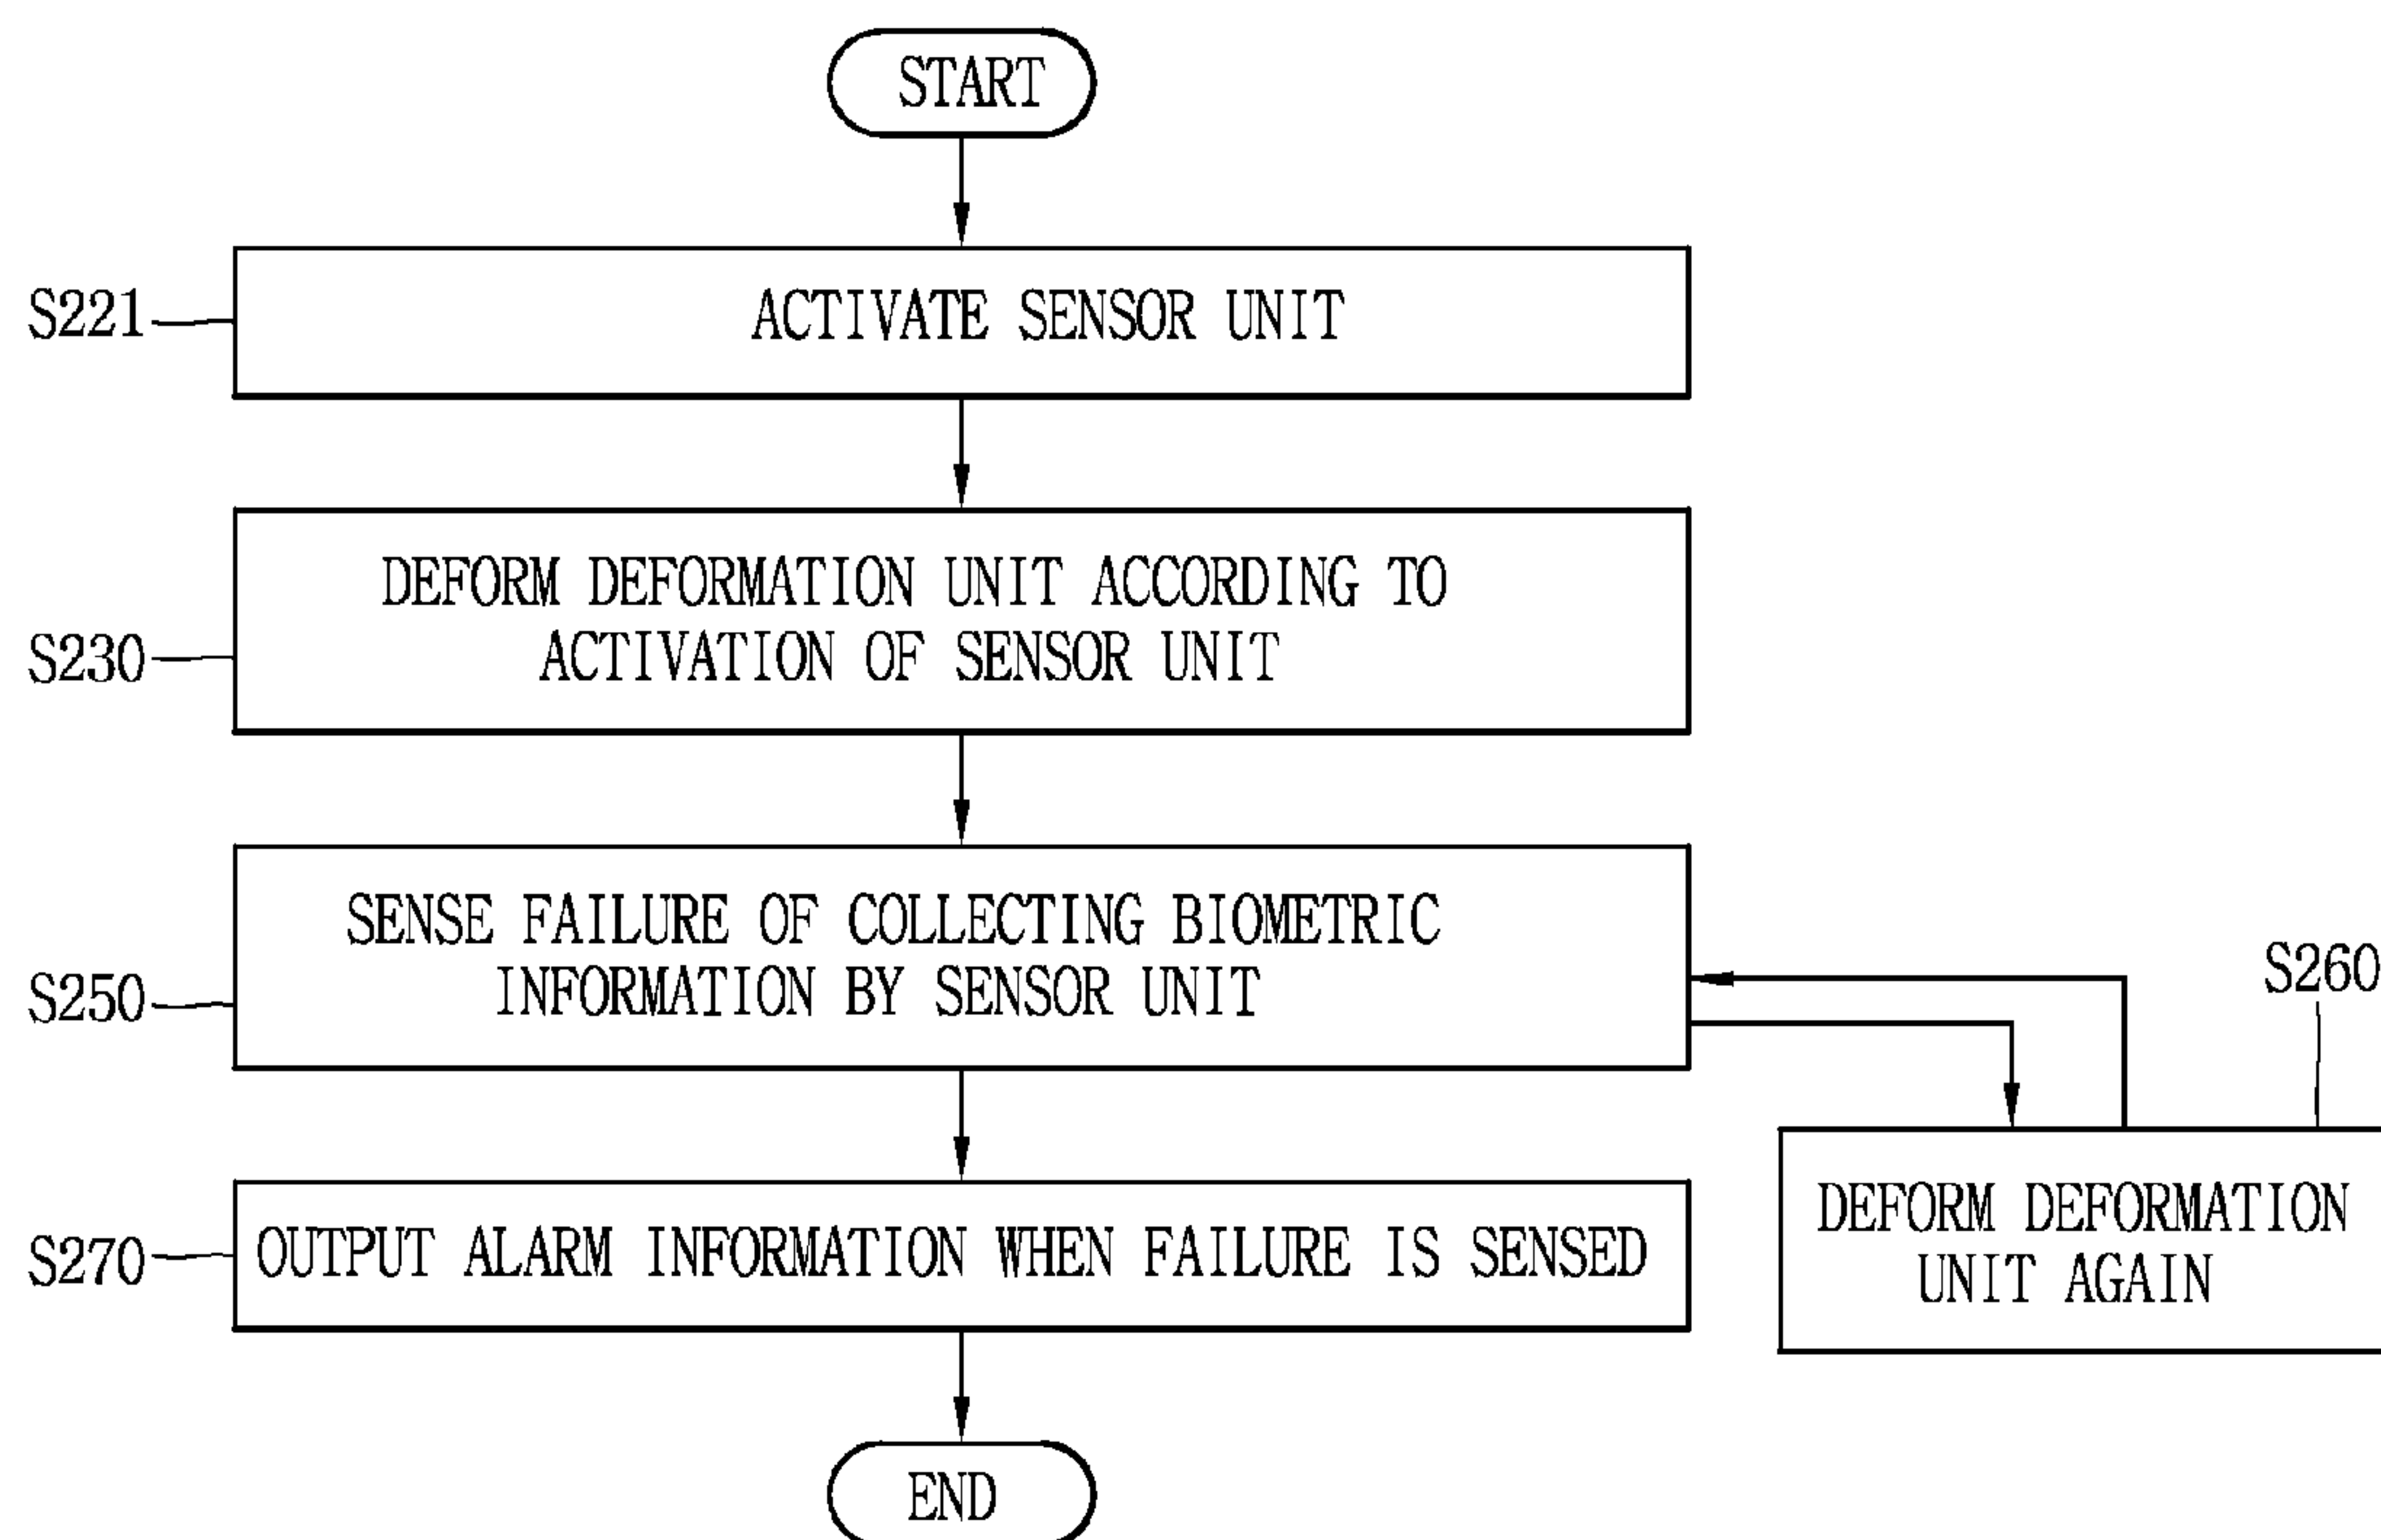 START
S221
ACTIVATE SENSOR UNIT
S230
DEFORM DEFORMATION UNIT ACCORDING TO
ACTIVATION OF SENSOR UNIT
S250
SENSE FAILURE OF COLLECTING BIOMETRIC
INFORMATION BY SENSOR UNIT
S260
DEFORM DEFORMATION
UNIT AGAIN
S270
OUTPUT ALARM INFORMATION WHEN FAILURE IS SENSED
END